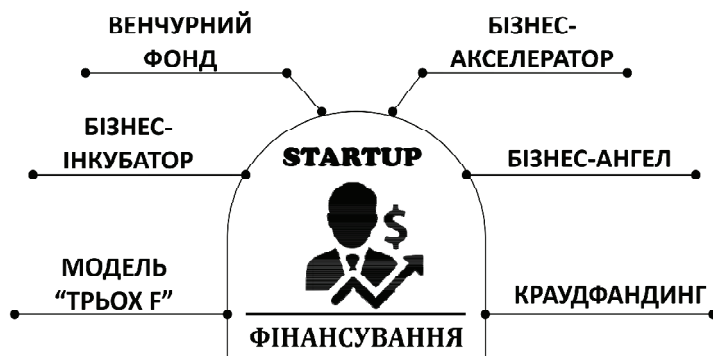 ВЕНЧУРНИЙ
ФОНД
БІЗНЕС-
АКСЕЛЕРАТОР
БІЗНЕС-
ІНКУБАТОР
STARTUP
БІЗНЕС-АНГЕЛ
$
МОДЕЛЬ
“ТРЬОХ F”
КРАУДФАНДИНГ
ФІНАНСУВАННЯ